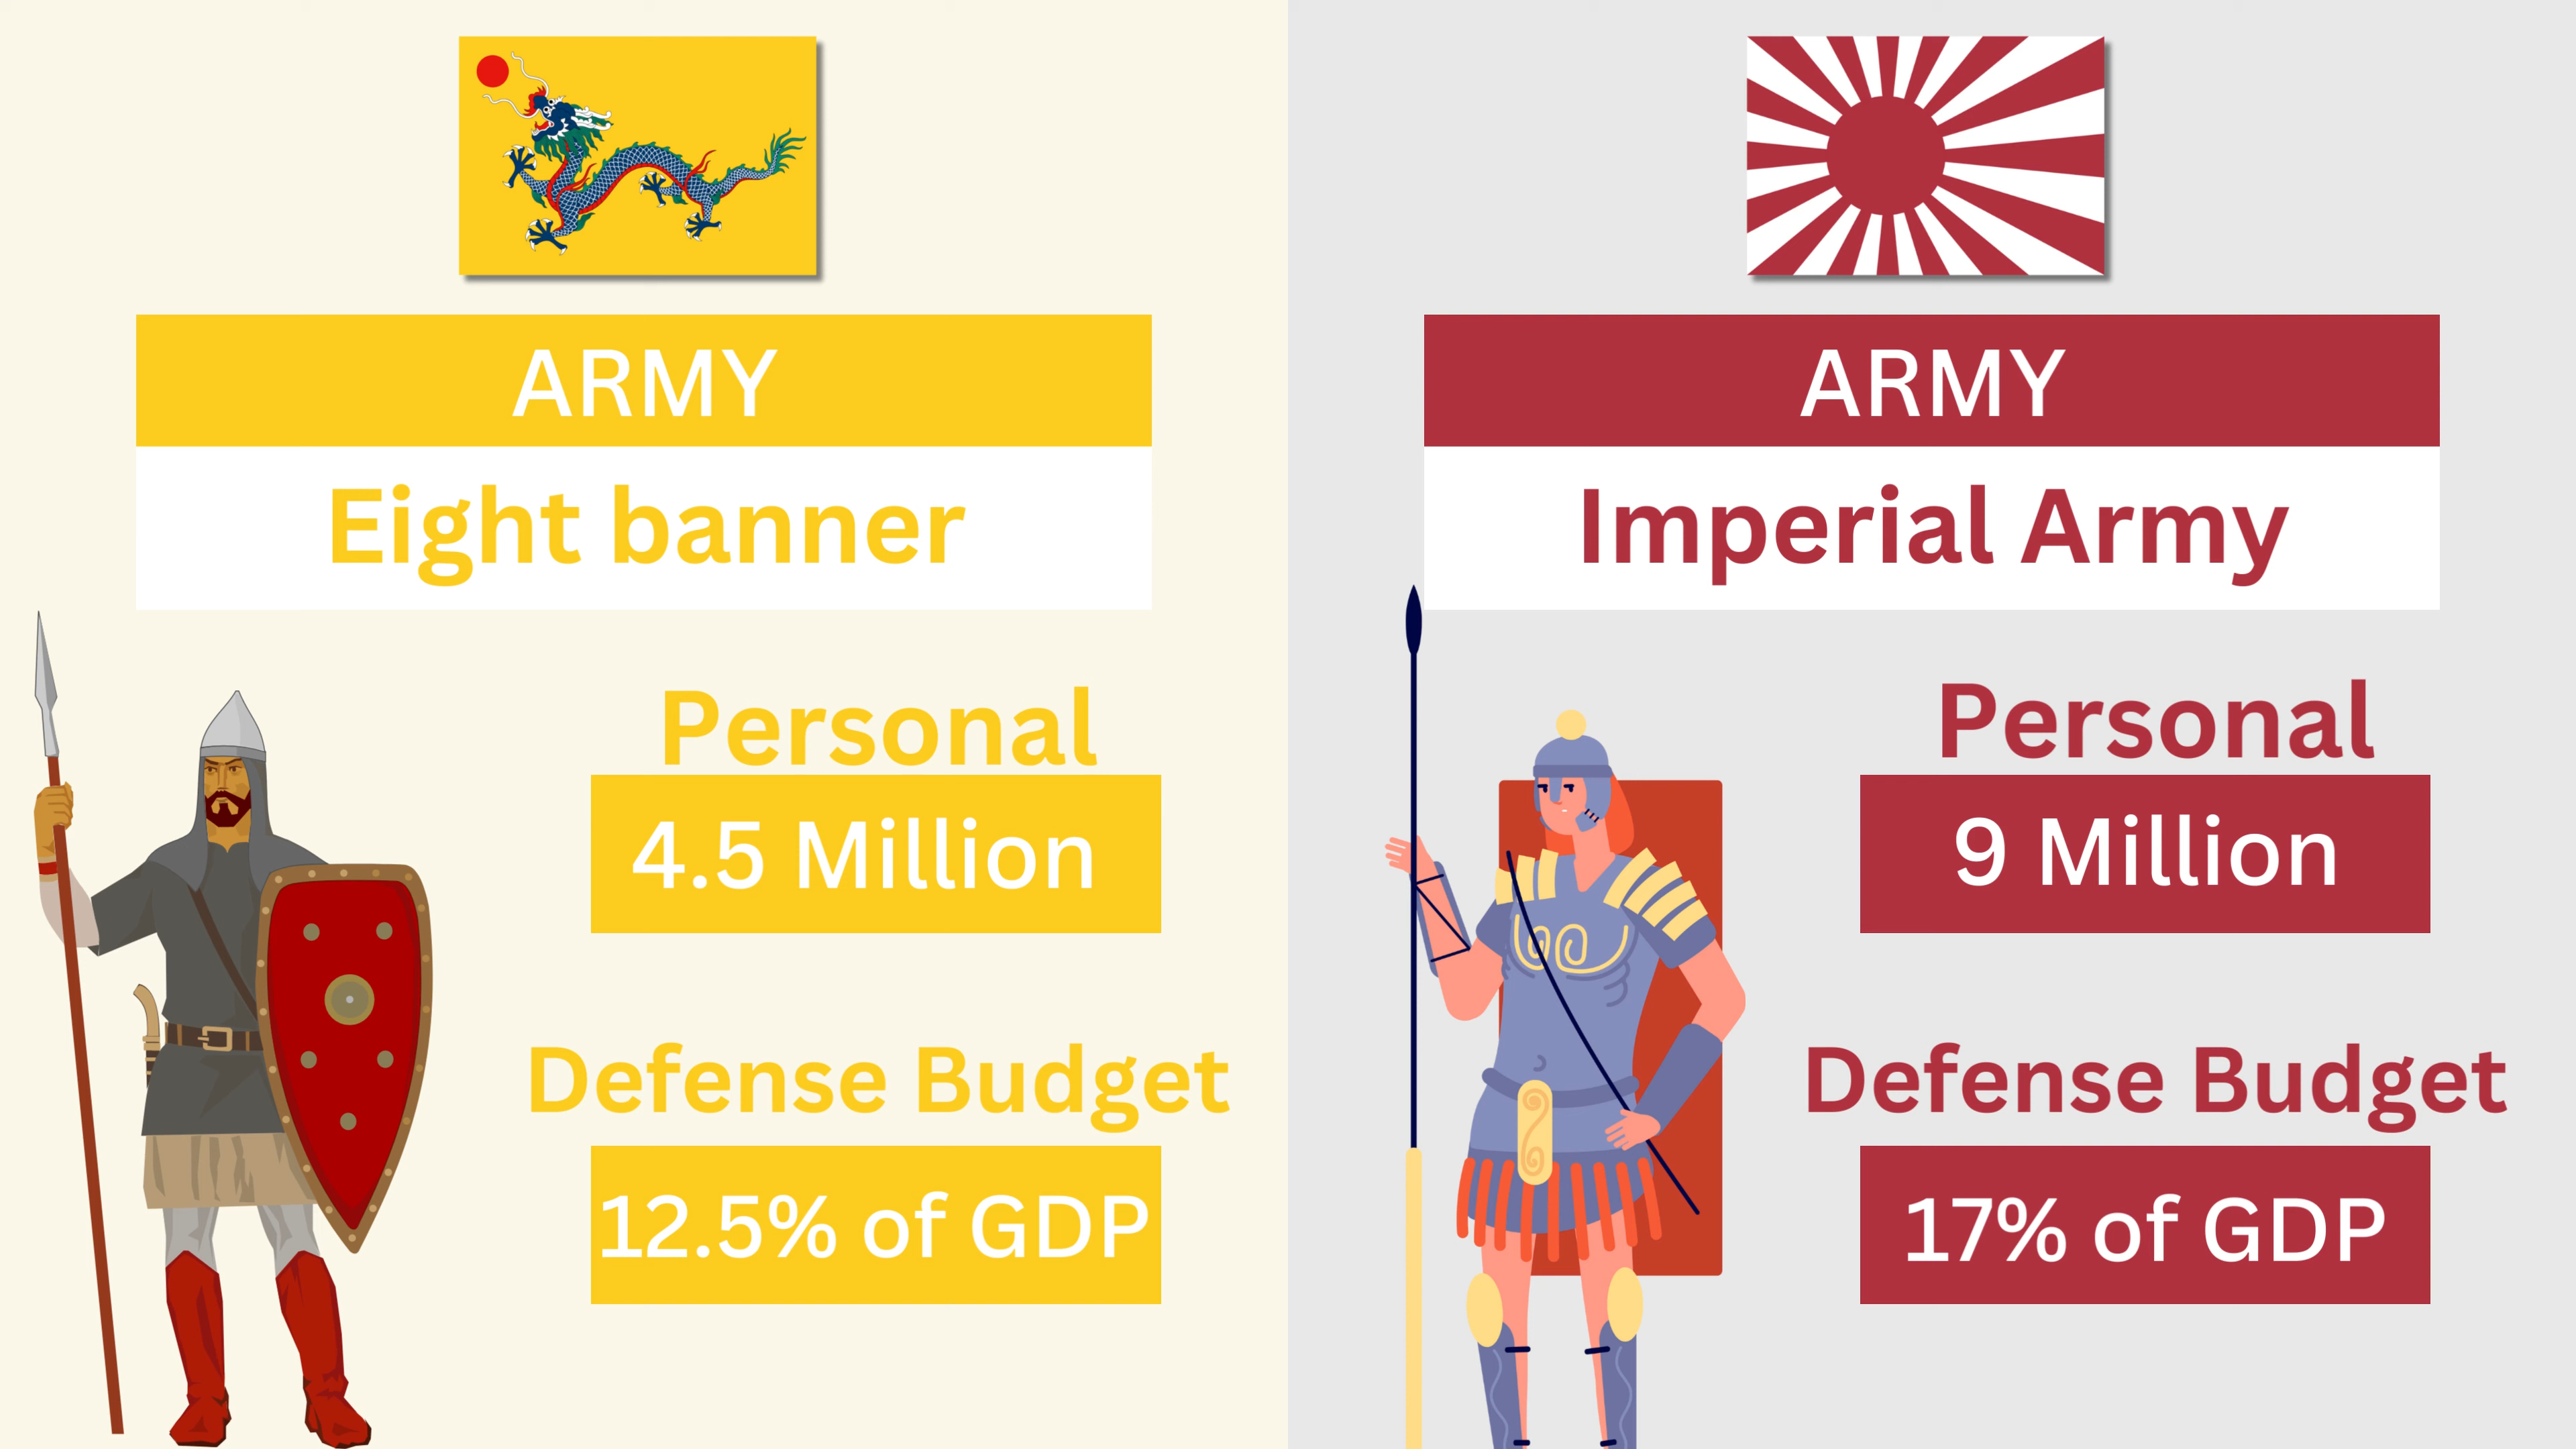 ARMY
Eight banner
Personal
4.5 Million
Defense Budget
12.5% of GDP
ARMY
Imperial Army
Personal
9 Million
Defense Budget
17% of GDP